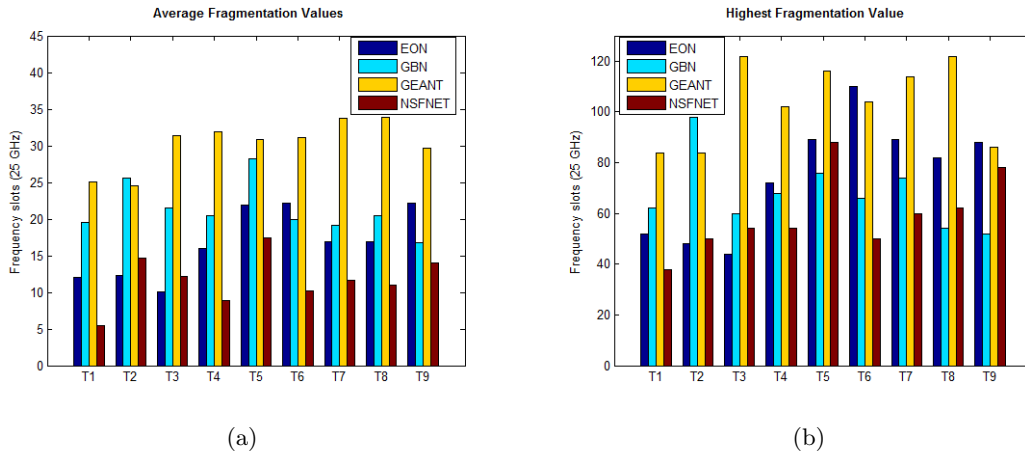 Average Fragmentation Values
Frequency slots (25 GHz)
45
40
35
30
25
20
15
10
5
0
EON
GBN
GEANT
NSFNET
T1 T2 T3 T4 T5 T6 T7 T8 T9
(a)
Highest Fragmentation Value
Frequency slots (25 GHz)
120
100
80
60
40
20
0
EON
GBN
GEANT
NSFNET
T1 T2 T3 T4 T5 T6 T7 T8 T9
(b)